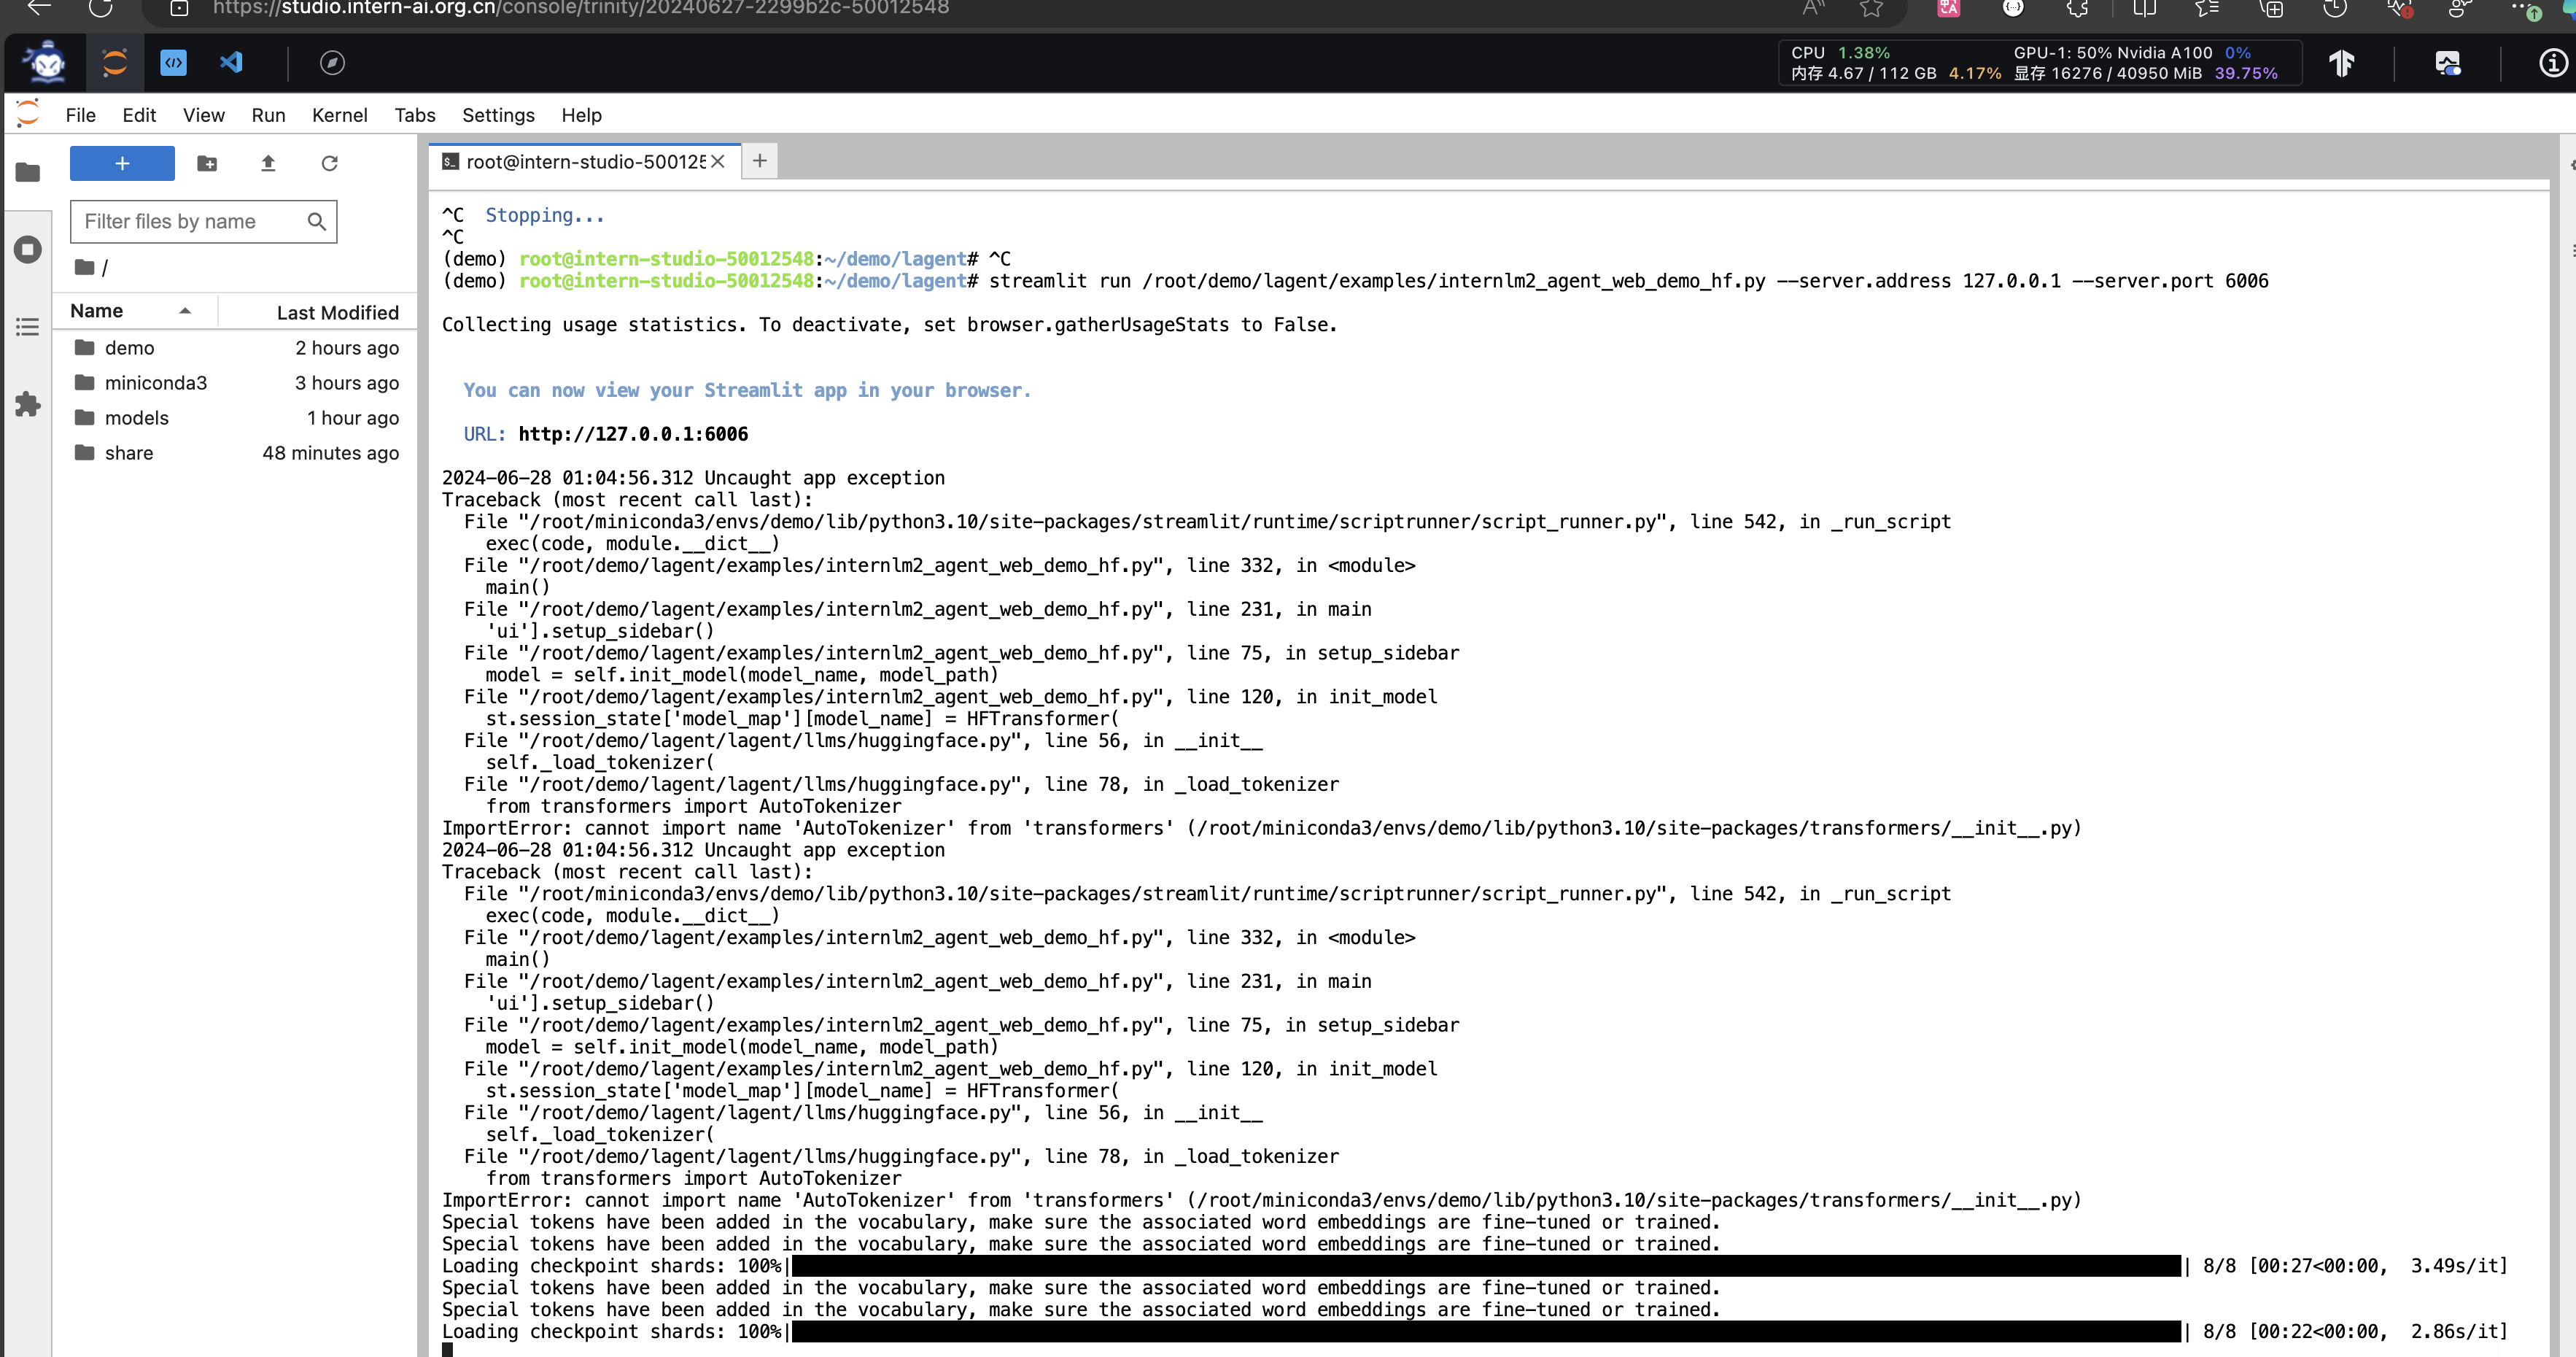 https://studio.intern-ai.org.cn/console/trinity/20240627-2299b2c-50012548
CPU 1.38% GPU-1: 50% Nvidia A100 0%
内存 4.67 / 112 GB 4.17% 显存 16276 / 40950 MiB 39.75%
File Edit View Run Kernel Tabs Settings Help
root@intern-studio-50012
Filter files by name
/
Name Last Modified
demo 2 hours ago
miniconda3 3 hours ago
models 1 hour ago
share 48 minutes ago
^C  Stopping...
^C
(demo) root@intern-studio-50012548:~/demo/lagent# ^C
(demo) root@intern-studio-50012548:~/demo/lagent# streamlit run /root/demo/lagent/examples/internlm2_agent_web_demo_hf.py --server.address 127.0.0.1 --server.port 6006
Collecting usage statistics. To deactivate, set browser.gatherUsageStats to False.
You can now view your Streamlit app in your browser.
URL: http://127.0.0.1:6006
2024-06-28 01:04:56.312 Uncaught app exception
Traceback (most recent call last):
File "/root/miniconda3/envs/demo/lib/python3.10/site-packages/streamlit/runtime/scriptrunner/script_runner.py", line 542, in _run_script
exec(code, module.__dict__)
File "/root/demo/lagent/examples/internlm2_agent_web_demo_hf.py", line 332, in <module>
main()
File "/root/demo/lagent/examples/internlm2_agent_web_demo_hf.py", line 231, in main
'ui'].setup_sidebar()
File "/root/demo/lagent/examples/internlm2_agent_web_demo_hf.py", line 75, in setup_sidebar
model = self.init_model(model_name, model_path)
File "/root/demo/lagent/examples/internlm2_agent_web_demo_hf.py", line 120, in init_model
st.session_state['model_map'][model_name] = HFTransformer(
File "/root/demo/lagent/lagent/llms/huggingface.py", line 56, in __init__
self._load_tokenizer(
File "/root/demo/lagent/lagent/llms/huggingface.py", line 78, in _load_tokenizer
from transformers import AutoTokenizer
ImportError: cannot import name 'AutoTokenizer' from 'transformers' (/root/miniconda3/envs/demo/lib/python3.10/site-packages/transformers/__init__.py)
2024-06-28 01:04:56.312 Uncaught app exception
Traceback (most recent call last):
File "/root/miniconda3/envs/demo/lib/python3.10/site-packages/streamlit/runtime/scriptrunner/script_runner.py", line 542, in _run_script
exec(code, module.__dict__)
File "/root/demo/lagent/examples/internlm2_agent_web_demo_hf.py", line 332, in <module>
main()
File "/root/demo/lagent/examples/internlm2_agent_web_demo_hf.py", line 231, in main
'ui'].setup_sidebar()
File "/root/demo/lagent/examples/internlm2_agent_web_demo_hf.py", line 75, in setup_sidebar
model = self.init_model(model_name, model_path)
File "/root/demo/lagent/examples/internlm2_agent_web_demo_hf.py", line 120, in init_model
st.session_state['model_map'][model_name] = HFTransformer(
File "/root/demo/lagent/lagent/llms/huggingface.py", line 56, in __init__
self._load_tokenizer(
File "/root/demo/lagent/lagent/llms/huggingface.py", line 78, in _load_tokenizer
from transformers import AutoTokenizer
ImportError: cannot import name 'AutoTokenizer' from 'transformers' (/root/miniconda3/envs/demo/lib/python3.10/site-packages/transformers/__init__.py)
Special tokens have been added in the vocabulary, make sure the associated word embeddings are fine-tuned or trained.
Special tokens have been added in the vocabulary, make sure the associated word embeddings are fine-tuned or trained.
Loading checkpoint shards: 100%| | 8/8 [00:27<00:00,  3.49s/it]
Special tokens have been added in the vocabulary, make sure the associated word embeddings are fine-tuned or trained.
Special tokens have been added in the vocabulary, make sure the associated word embeddings are fine-tuned or trained.
Loading checkpoint shards: 100%| | 8/8 [00:22<00:00,  2.86s/it]